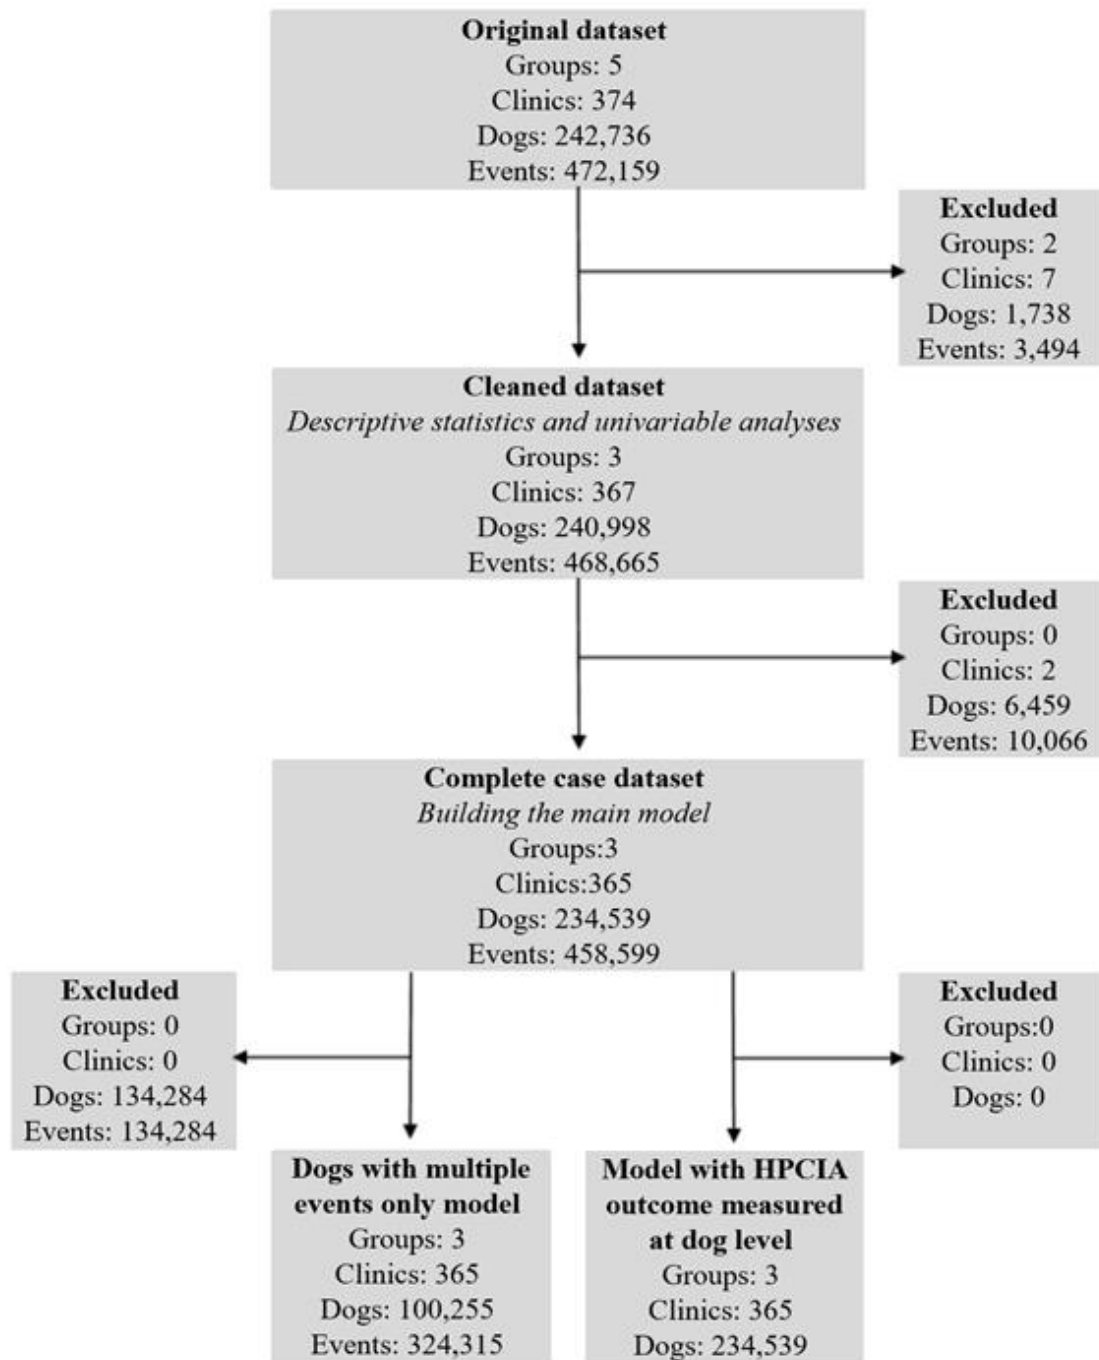 Original dataset
Groups: 5
Clinics: 374
Dogs: 242,736
Events: 472,159
Excluded
Groups: 2
Clinics: 7
Dogs: 1,738
Events: 3,494
Cleaned dataset
Descriptive statistics and univariable analyses
Groups: 3
Clinics: 367
Dogs: 240,998
Events: 468,665
Excluded
Groups: 0
Clinics: 2
Dogs: 6,459
Events: 10,066
Complete case dataset
Building the main model
Groups:3
Clinics:365
Dogs: 234,539
Events: 458,599
Excluded
Groups: 0
Clinics: 0
Dogs: 134,284
Events: 134,284
Excluded
Groups:0
Clinics: 0
Dogs: 0
Dogs with multiple
events only model
Groups: 3
Clinics: 365
Dogs: 100,255
Events: 324,315
Model with HPCIA
outcome measured
at dog level
Groups: 3
Clinics: 365
Dogs: 234,539